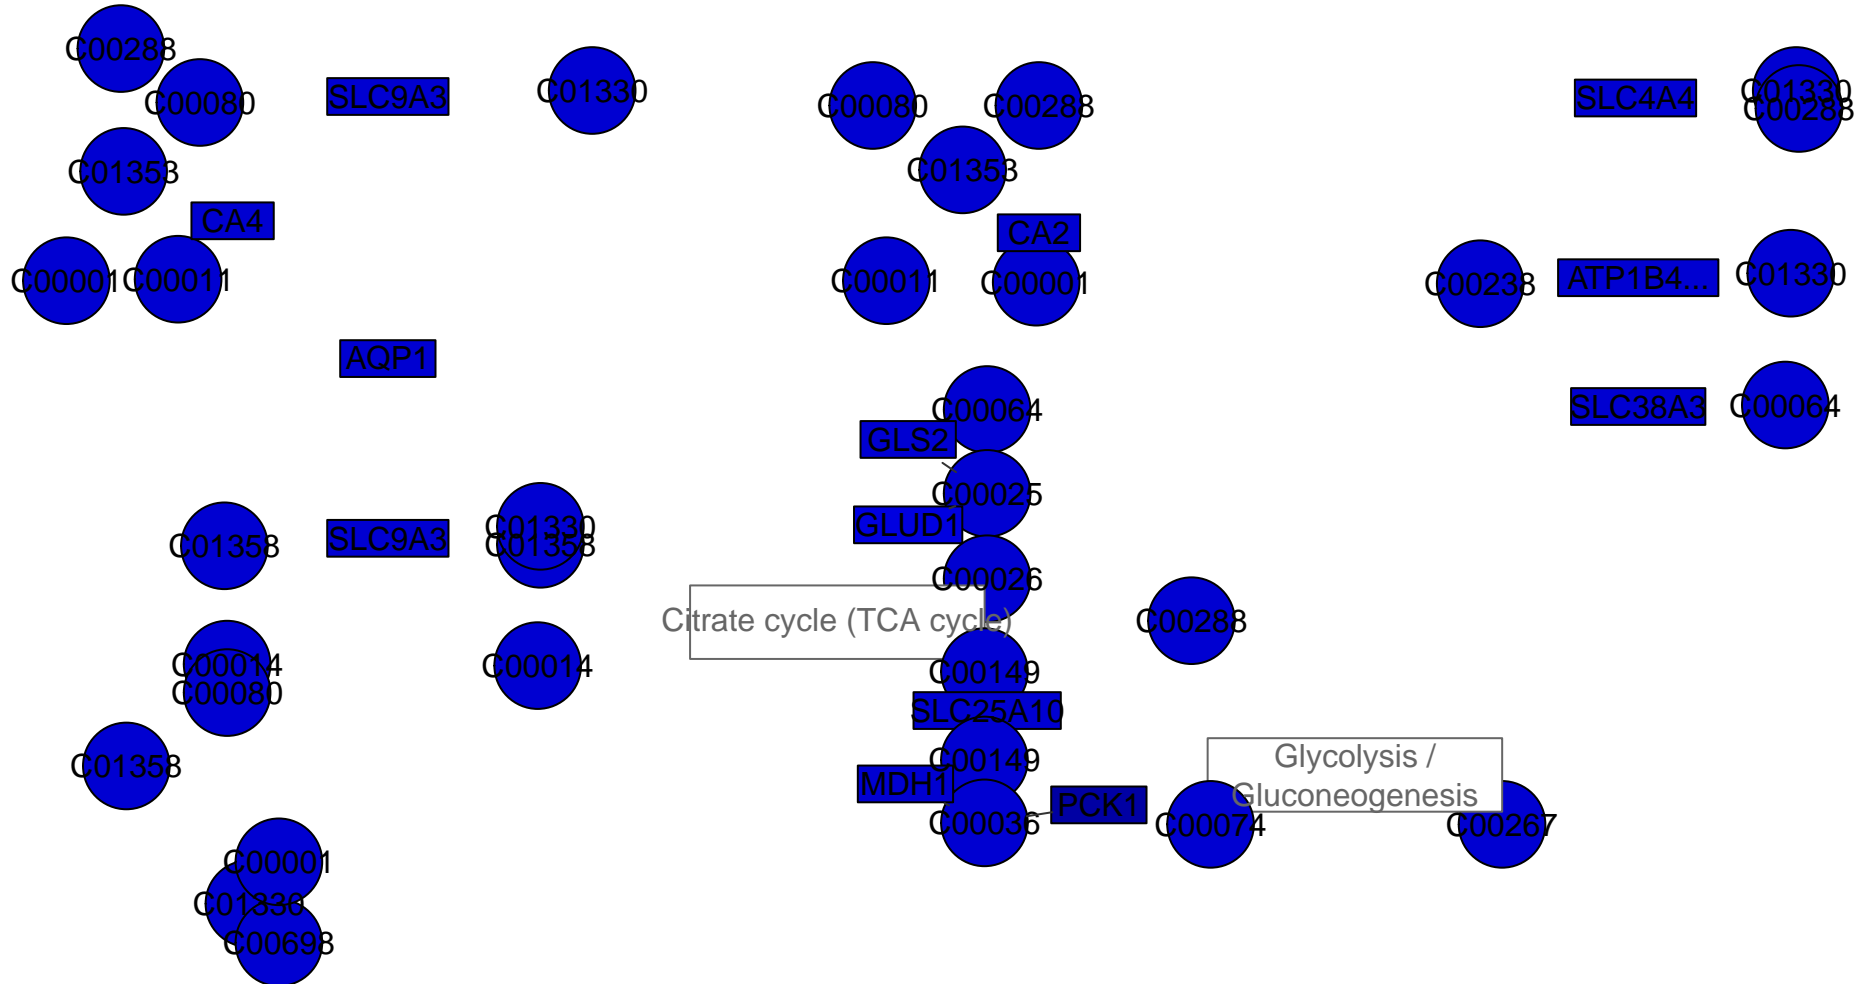 C00288
C00080
SLC9A3
C01330
C00080
C00288
SLC4A4
C01330
C00288
C01353
C01353
CA4
CA2
C00001
C00011
C00011
C00001
C00238
ATP1B4...
C01330
AQP1
C00064
SLC38A3
C00064
GLS2
C00025
GLUD1
C01358
SLC9A3
C01330
C01358
C00026
Citrate cycle (TCA cycle)
C00288
C00014
C00080
C00014
C00149
SLC25A10
C01358
C00149
Glycolysis /
Gluconeogenesis
MDH1
PCK1
C00036
C00074
C00267
C00001
C01330
C00698